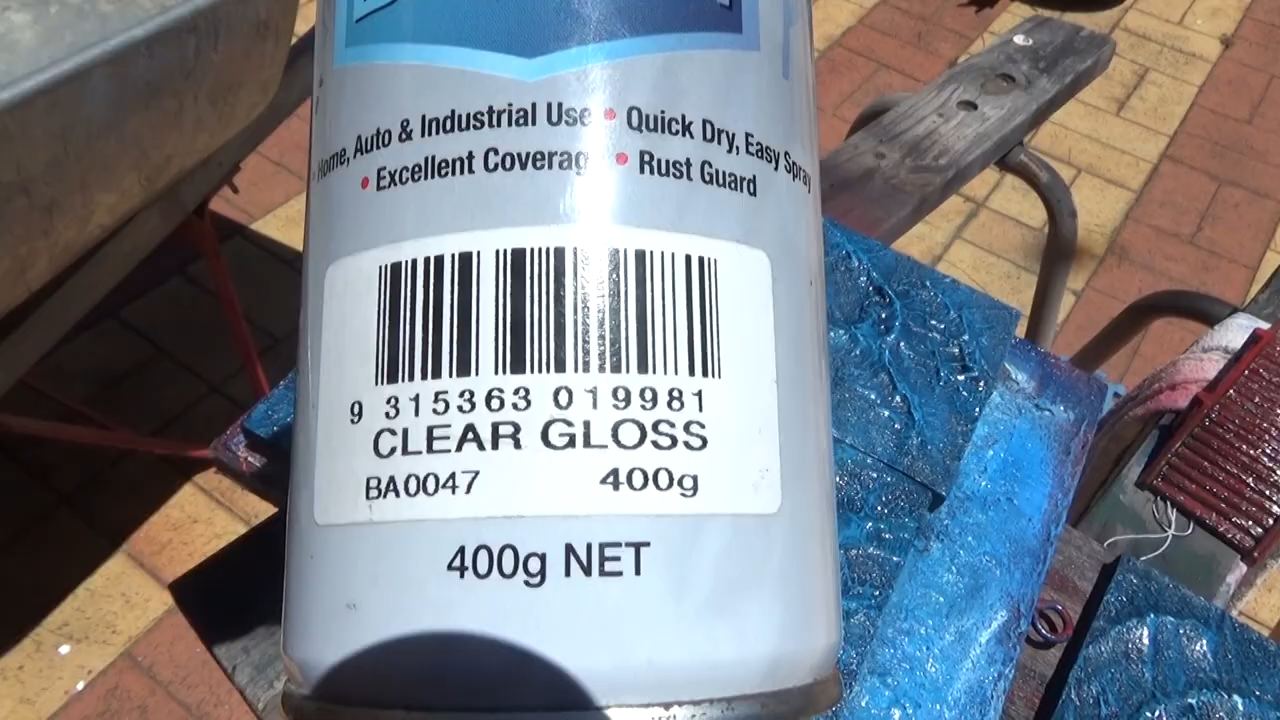 Home, Auto & Industrial Use • Quick Dry, Easy Spray
• Excellent Coverag • Rust Guard
9 315363 019981
CLEAR GLOSS
BA0047 400g
400g NET